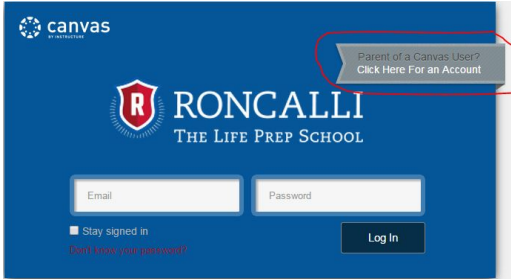 canvas
BY INSTRUCTURE
Parent of a Canvas User?
Click Here For an Account
R
RONCALLI
THE LIFE PREP SCHOOL
Email
Password
Stay signed in
Don't know your password?
Log In